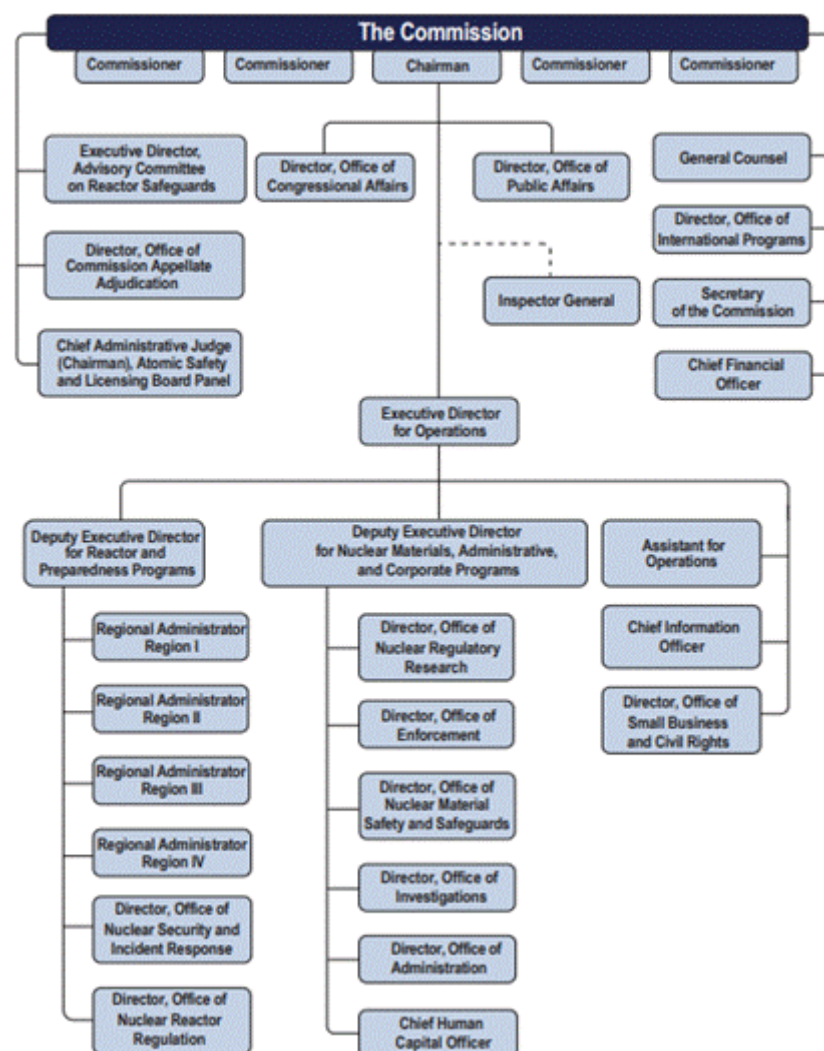 The Commission
Commissioner
Commissioner
Chairman
Commissioner
Commissioner
Executive Director,
Advisory Committee
on Reactor Safeguards
Director, Office of
Congressional Affairs
Director, Office of
Public Affairs
General Counsel
Director, Office of
Commission Appellate
Adjudication
Director, Office of
International Programs
Inspector General
Secretary
of the Commission
Chief Administrative Judge
(Chairman), Atomic Safety
and Licensing Board Panel
Chief Financial
Officer
Executive Director
for Operations
Deputy Executive Director
for Reactor and
Preparedness Programs
Deputy Executive Director
for Nuclear Materials, Administrative,
and Corporate Programs
Assistant for
Operations
Regional Administrator
Region I
Regional Administrator
Region II
Regional Administrator
Region III
Regional Administrator
Region IV
Director, Office of
Nuclear Security and
Incident Response
Director, Office of
Nuclear Reactor
Regulation
Director, Office of
Nuclear Regulatory
Research
Director, Office of
Enforcement
Director, Office of
Nuclear Material
Safety and Safeguards
Director, Office of
Investigations
Director, Office of
Administration
Chief Human
Capital Officer
Chief Information
Officer
Director, Office of
Small Business
and Civil Rights